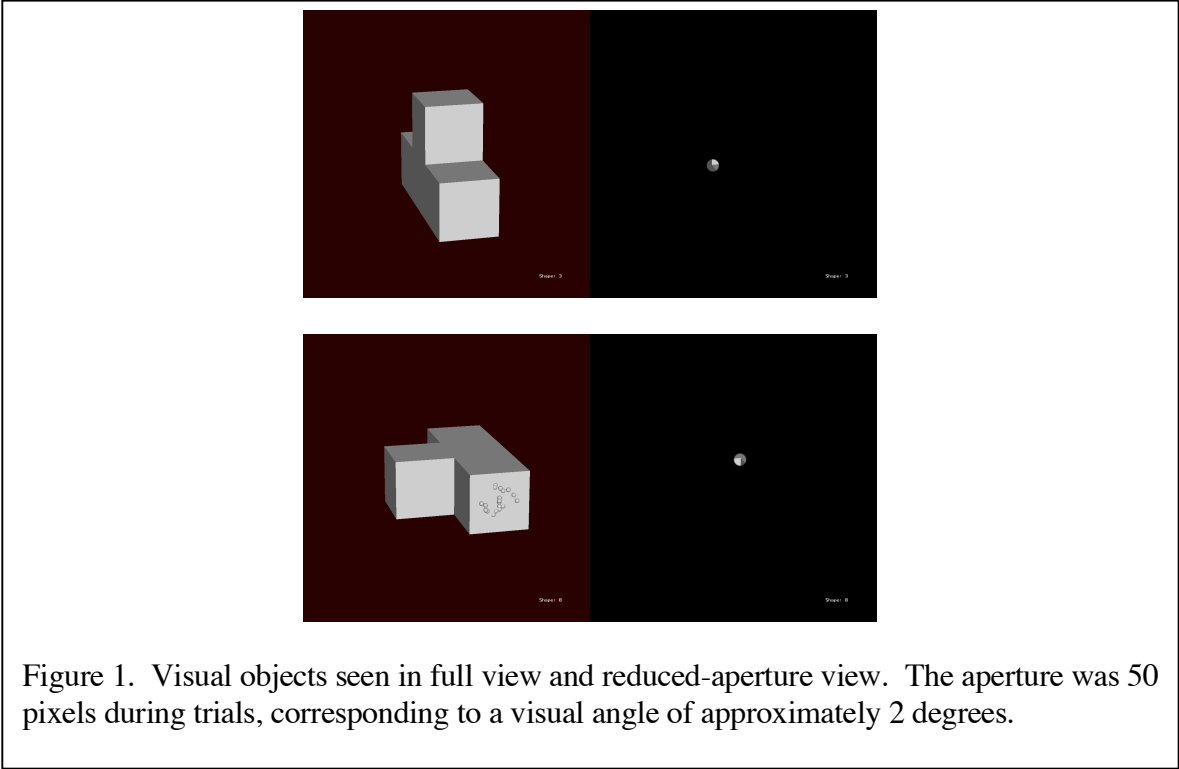 Shape: 3
Shape: 3
Shape: 8
Shape: 8
Figure 1.  Visual objects seen in full view and reduced-aperture view.  The aperture was 50
pixels during trials, corresponding to a visual angle of approximately 2 degrees.